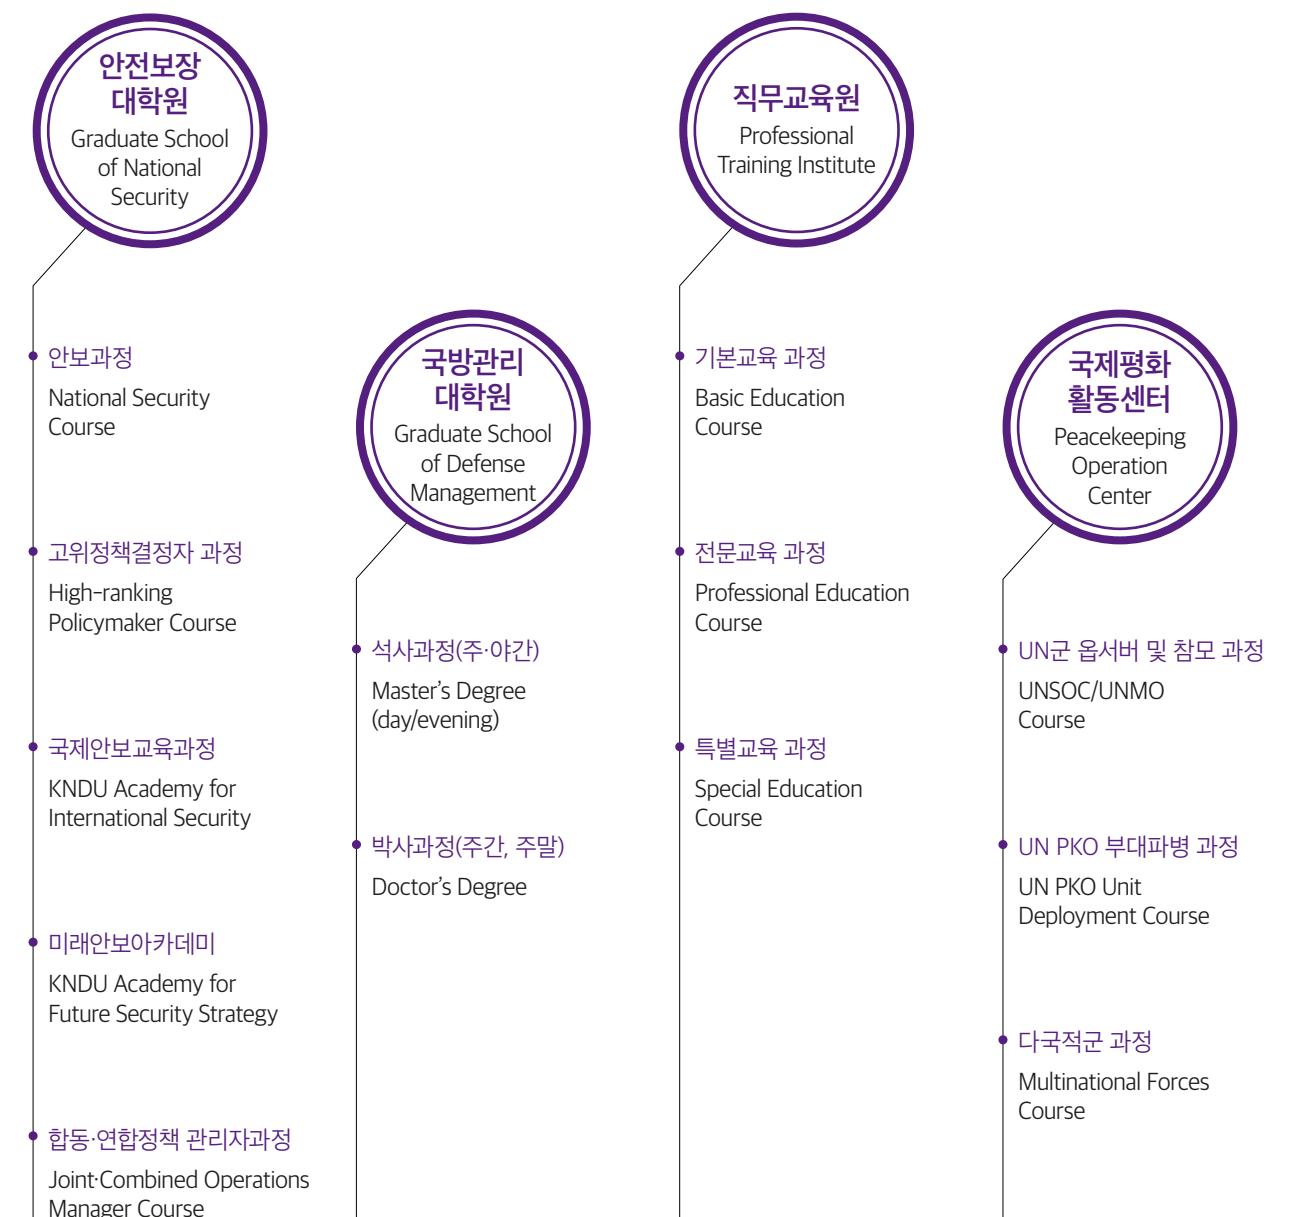 안전보장
대학원
Graduate School
of National
Security
안보과정
National Security
Course
고위정책결정자 과정
High-ranking
Policymaker Course
국제안보교육과정
KNDU Academy for
International Security
미래안보아카데미
KNDU Academy for
Future Security Strategy
합동·연합정책 관리자과정
Joint·Combined Operations
Manager Course
국방관리
대학원
Graduate School
of Defense
Management
석사과정(주·야간)
Master’s Degree
(day/evening)
박사과정(주간, 주말)
Doctor’s Degree
직무교육원
Professional
Training Institute
기본교육 과정
Basic Education
Course
전문교육 과정
Professional Education
Course
특별교육 과정
Special Education
Course
국제평화
활동센터
Peacekeeping
Operation
Center
UN군 옵서버 및 참모 과정
UNSOC/UNMO
Course
UN PKO 부대파병 과정
UN PKO Unit
Deployment Course
다국적군 과정
Multinational Forces
Course